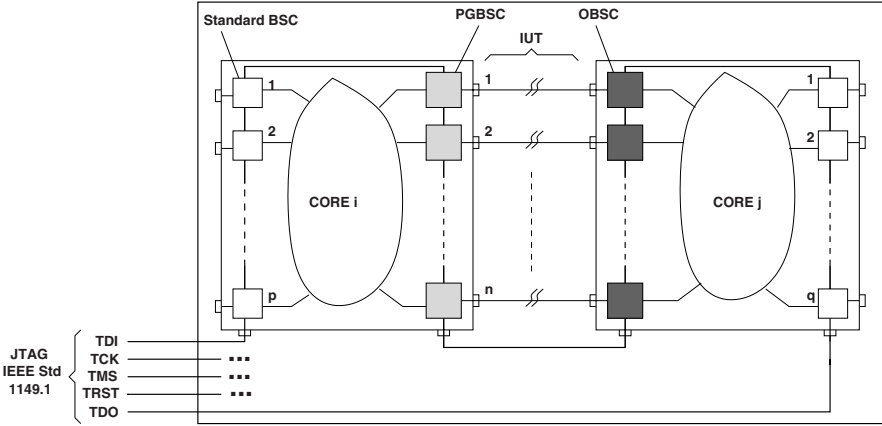 Standard BSC
PGBSC
IUT
OBSC
1
1
1
2
2
2
CORE i
CORE j
p
n
q
JTAG
IEEE Std
1149.1
TDI
TCK
TMS
TRST
TDO